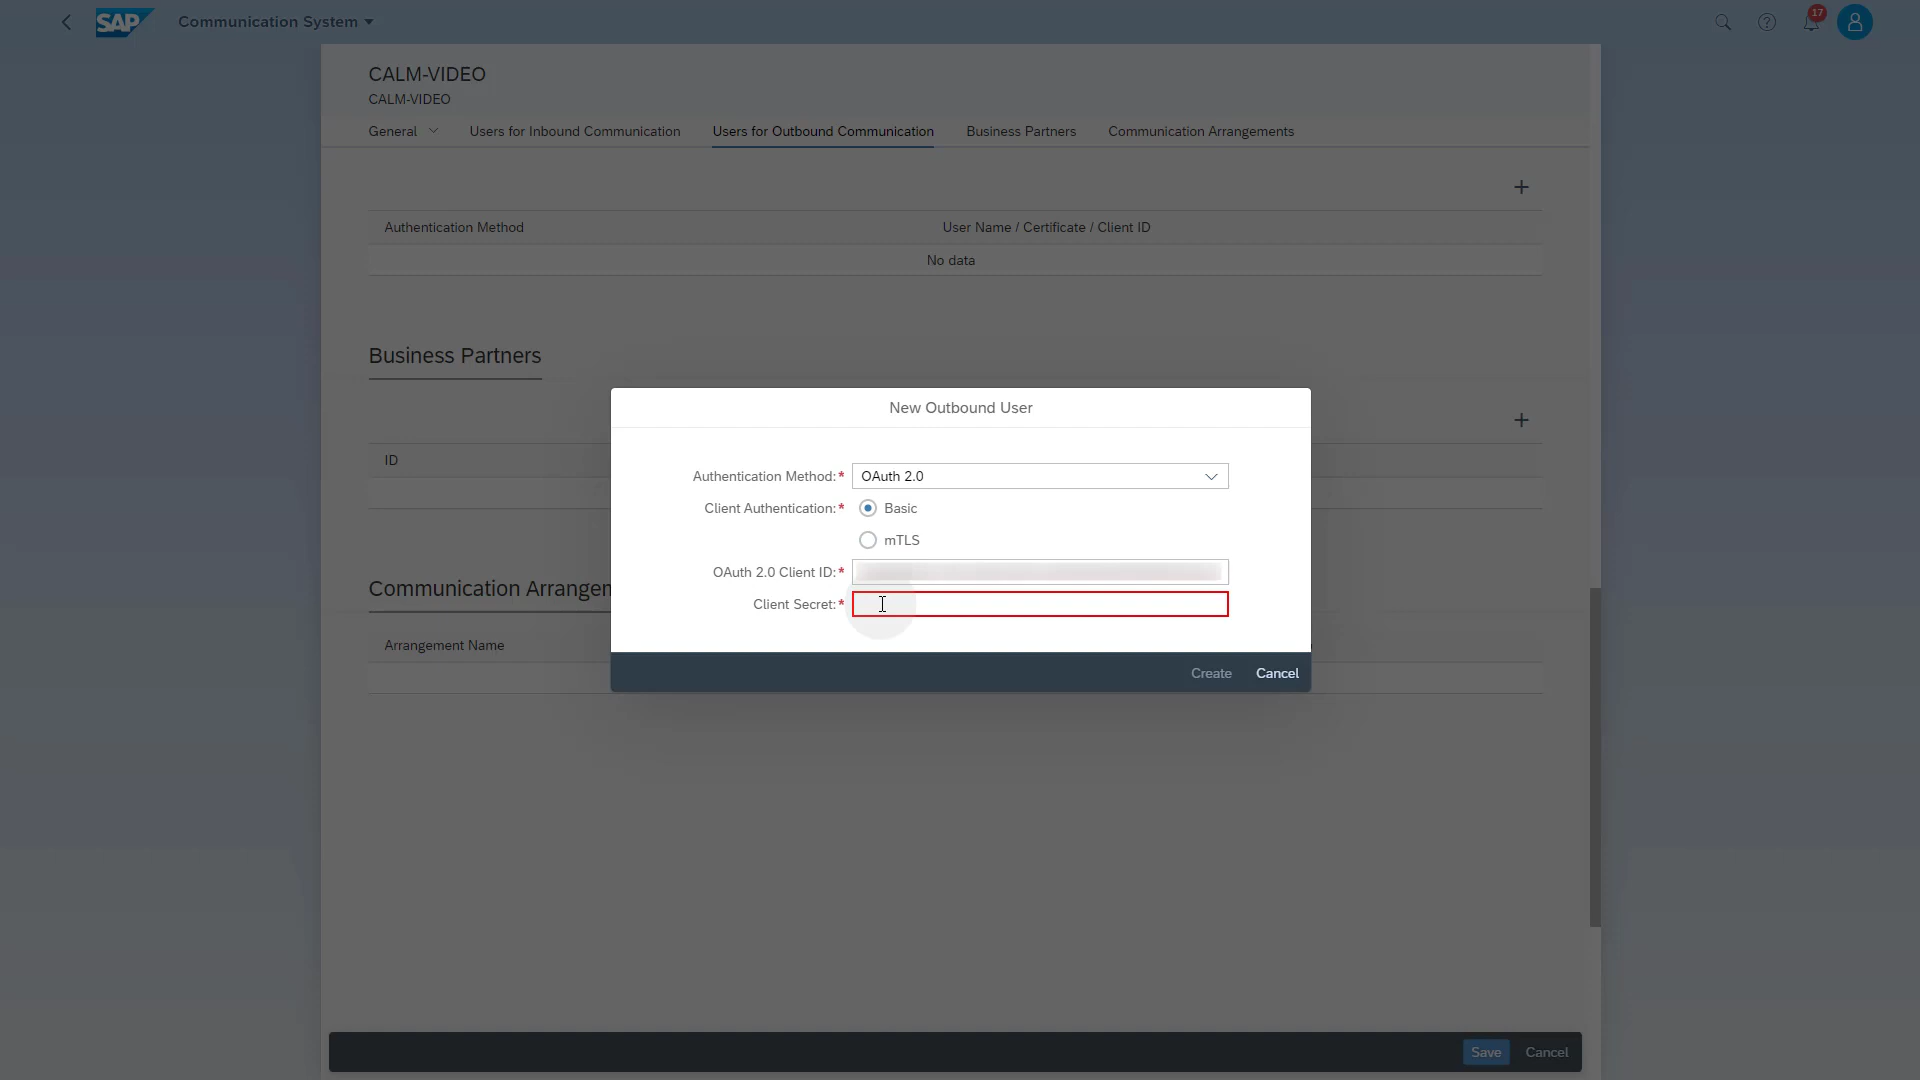 SAP
Communication System
17
CALM-VIDEO
CALM-VIDEO
General
Users for Inbound Communication
Users for Outbound Communication
Business Partners
Communication Arrangements
Authentication Method
User Name / Certificate / Client ID
No data
Business Partners
ID
Communication Arrangem
Arrangement Name
New Outbound User
Authentication Method:* OAuth 2.0
Client Authentication:* Basic
mTLS
OAuth 2.0 Client ID:*
Client Secret:*
Create Cancel
Save Cancel